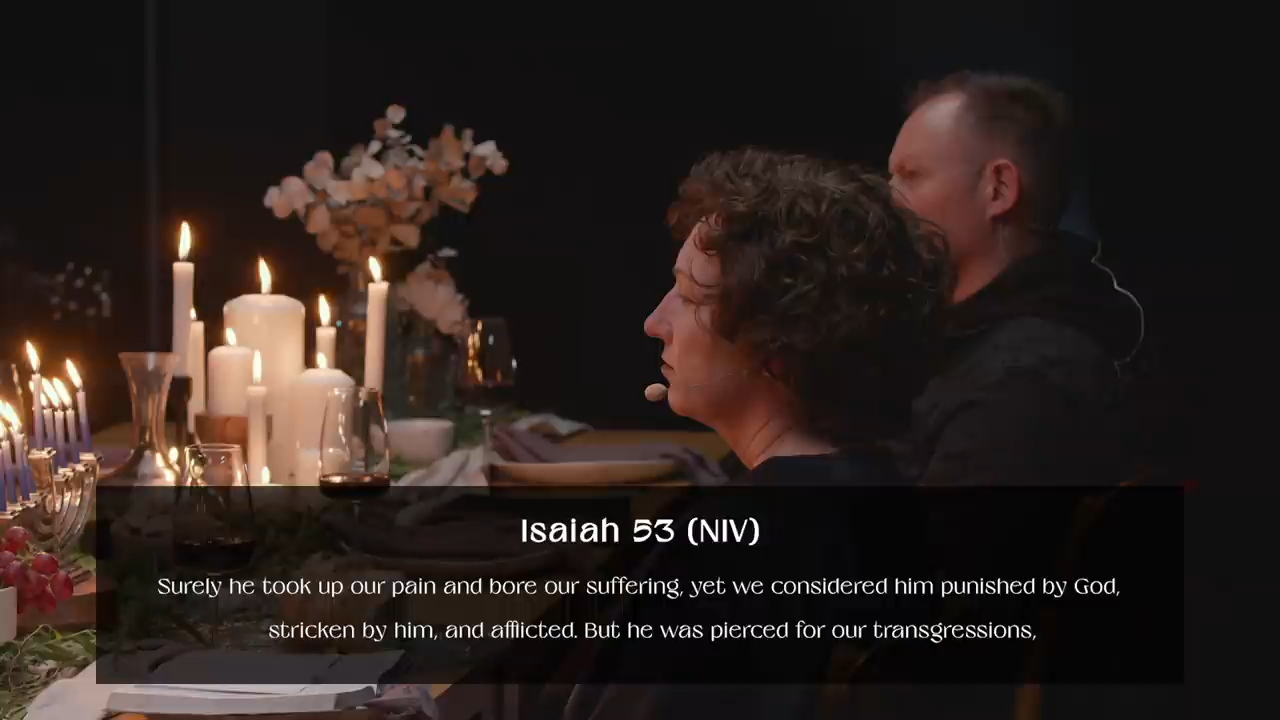 Isaiah 53 (NIV)
Surely he took up our pain and bore our suffering, yet we considered him punished by God,
stricken by him, and afflicted. But he was pierced for our transgressions,